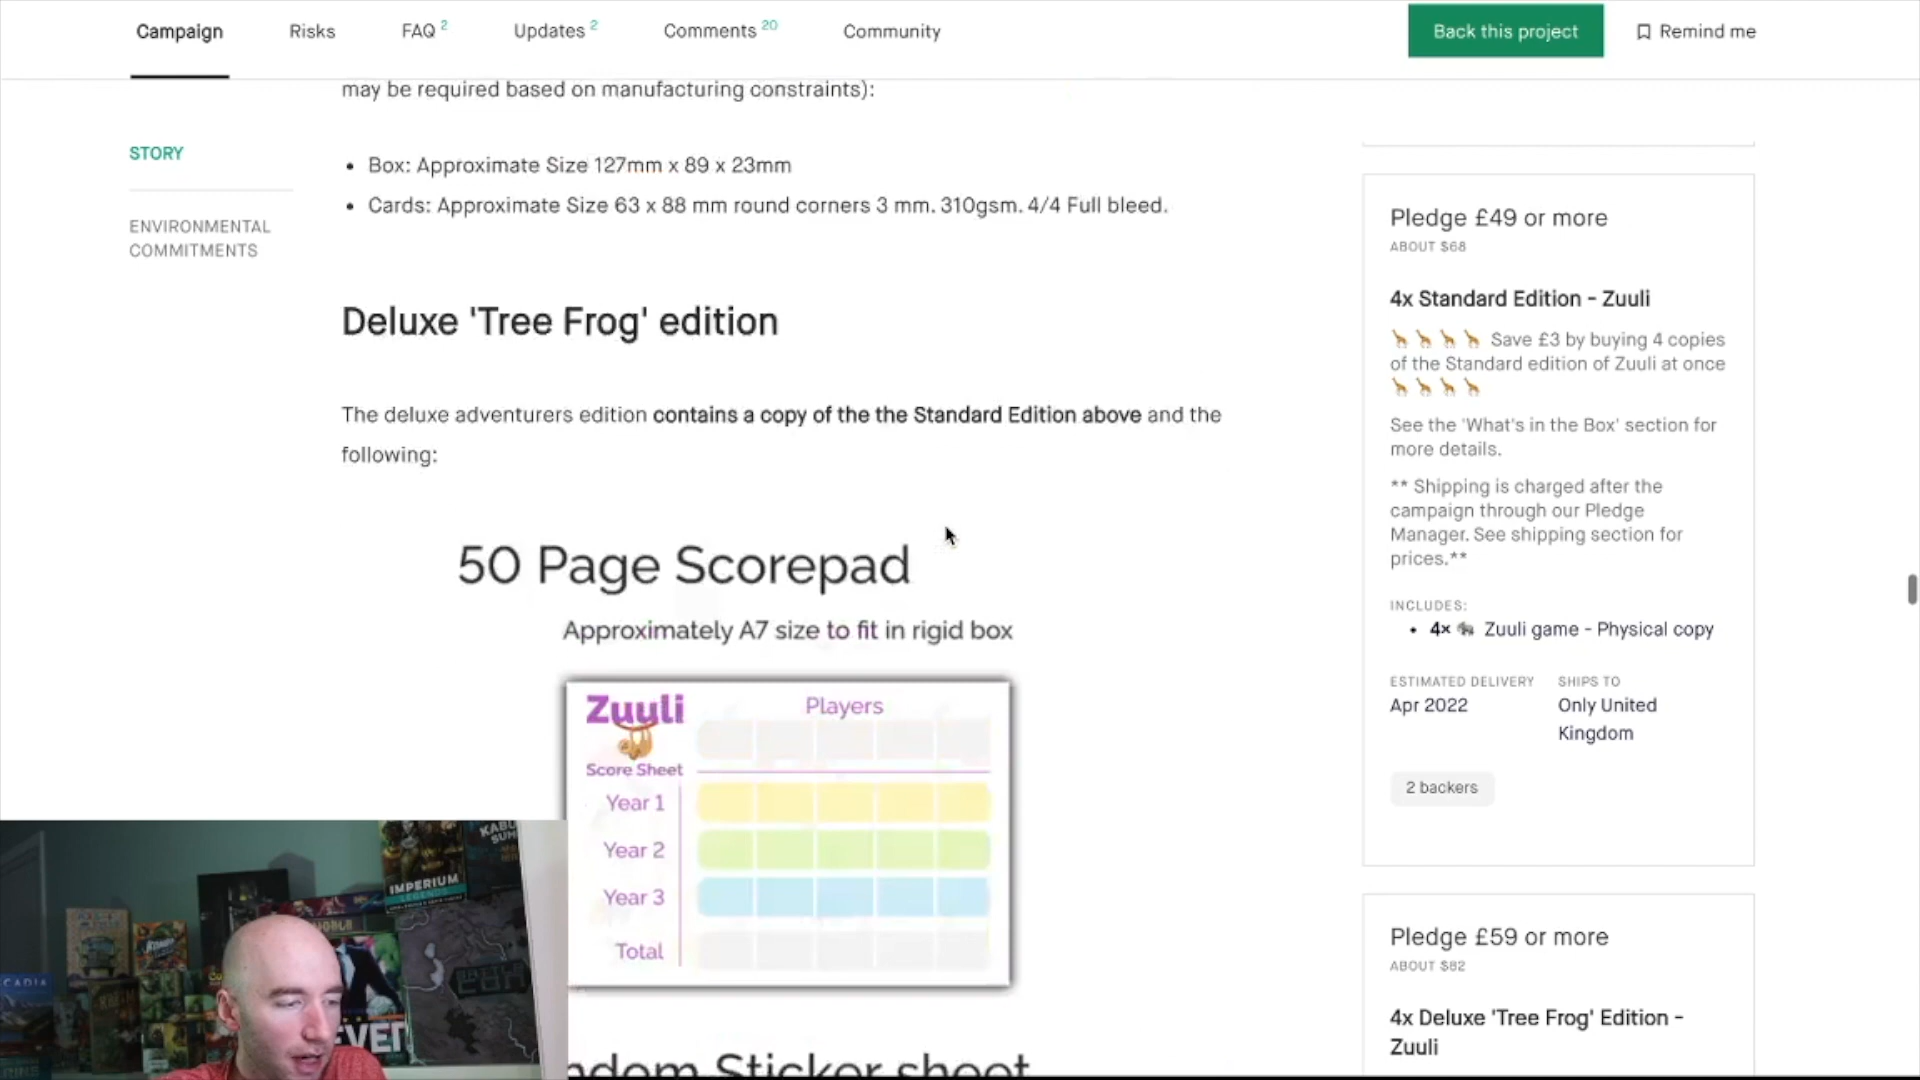 Campaign
Risks
FAQ 2
Updates 2
Comments 20
Community
Back this project
Remind me
may be required based on manufacturing constraints):
STORY
ENVIRONMENTAL
COMMITMENTS
• Box: Approximate Size 127mm x 89 x 23mm
• Cards: Approximate Size 63 x 88 mm round corners 3 mm. 310gsm. 4/4 Full bleed.
Deluxe 'Tree Frog' edition
The deluxe adventurers edition contains a copy of the the Standard Edition above and the
following:
50 Page Scorepad
Approximately A7 size to fit in rigid box
Zuuli
Players
Score Sheet
Year 1
Year 2
Year 3
Total
ndom Sticker sheet
Pledge £49 or more
ABOUT $68
4x Standard Edition - Zuuli
Save £3 by buying 4 copies
of the Standard edition of Zuuli at once
See the 'What's in the Box' section for
more details.
** Shipping is charged after the
campaign through our Pledge
Manager. See shipping section for
prices.**
INCLUDES:
• 4x Zuuli game - Physical copy
ESTIMATED DELIVERY
Apr 2022
SHIPS TO
Only United
Kingdom
2 backers
Pledge £59 or more
ABOUT $82
4x Deluxe 'Tree Frog' Edition -
Zuuli
IMPERIUM
LEGENDS
KABU
SUM
CADIA
VEN